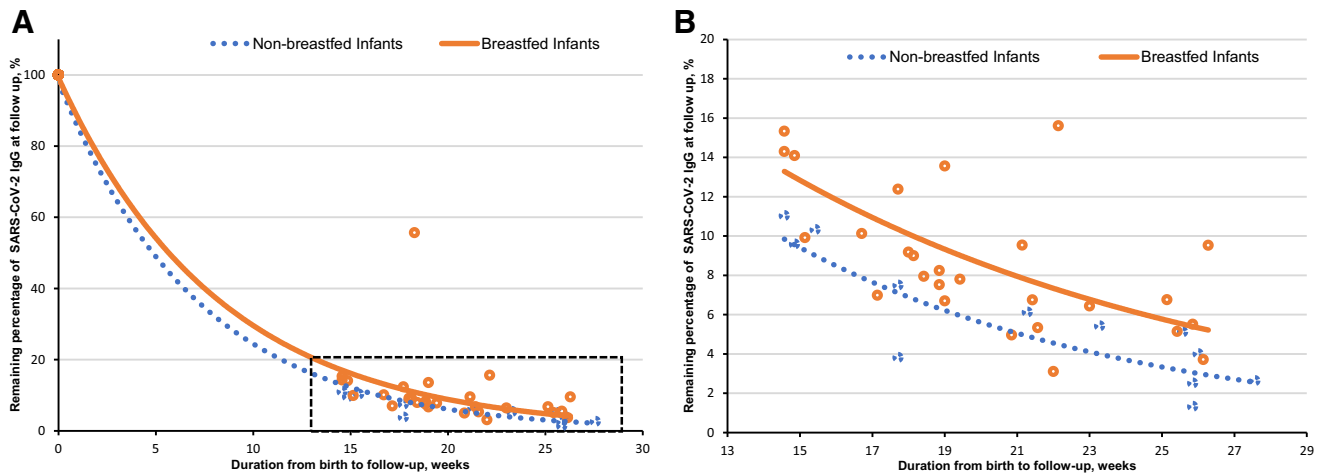 A
Non-breastfed Infants
Breastfed Infants
Remaining percentage of SARS-CoV-2 IgG at follow up, %
100
80
60
40
20
0
0 5 10 15 20 25 30
Duration from birth to follow-up, weeks
B
Non-breastfed Infants
Breastfed Infants
Remaining percentage of SARS-CoV-2 IgG at follow up, %
20
18
16
14
12
10
8
6
4
2
0
13 15 17 19 21 23 25 27 29
Duration from birth to follow-up, weeks